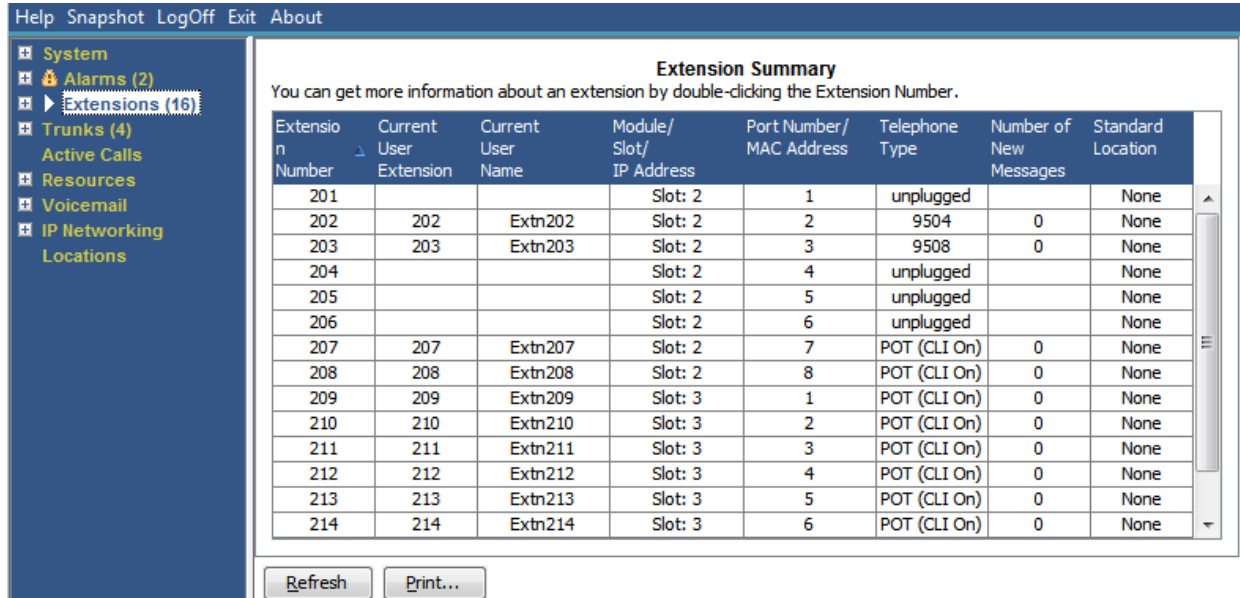 Help Snapshot LogOff Exit About
System
Alarms (2)
Extensions (16)
Trunks (4)
Active Calls
Resources
Voicemail
IP Networking
Locations
Extension Summary
You can get more information about an extension by double-clicking the Extension Number.
Extensio Current Current Module/ Port Number/ Telephone Number of Standard
n User User Slot/ MAC Address Type New Location
Number Extension Name IP Address Messages
201 Slot: 2 1 unplugged None
202 202 Extn202 Slot: 2 2 9504 0 None
203 203 Extn203 Slot: 2 3 9508 0 None
204 Slot: 2 4 unplugged None
205 Slot: 2 5 unplugged None
206 Slot: 2 6 unplugged None
207 207 Extn207 Slot: 2 7 POT (CLI On) 0 None
208 208 Extn208 Slot: 2 8 POT (CLI On) 0 None
209 209 Extn209 Slot: 3 1 POT (CLI On) 0 None
210 210 Extn210 Slot: 3 2 POT (CLI On) 0 None
211 211 Extn211 Slot: 3 3 POT (CLI On) 0 None
212 212 Extn212 Slot: 3 4 POT (CLI On) 0 None
213 213 Extn213 Slot: 3 5 POT (CLI On) 0 None
214 214 Extn214 Slot: 3 6 POT (CLI On) 0 None
Refresh Print...